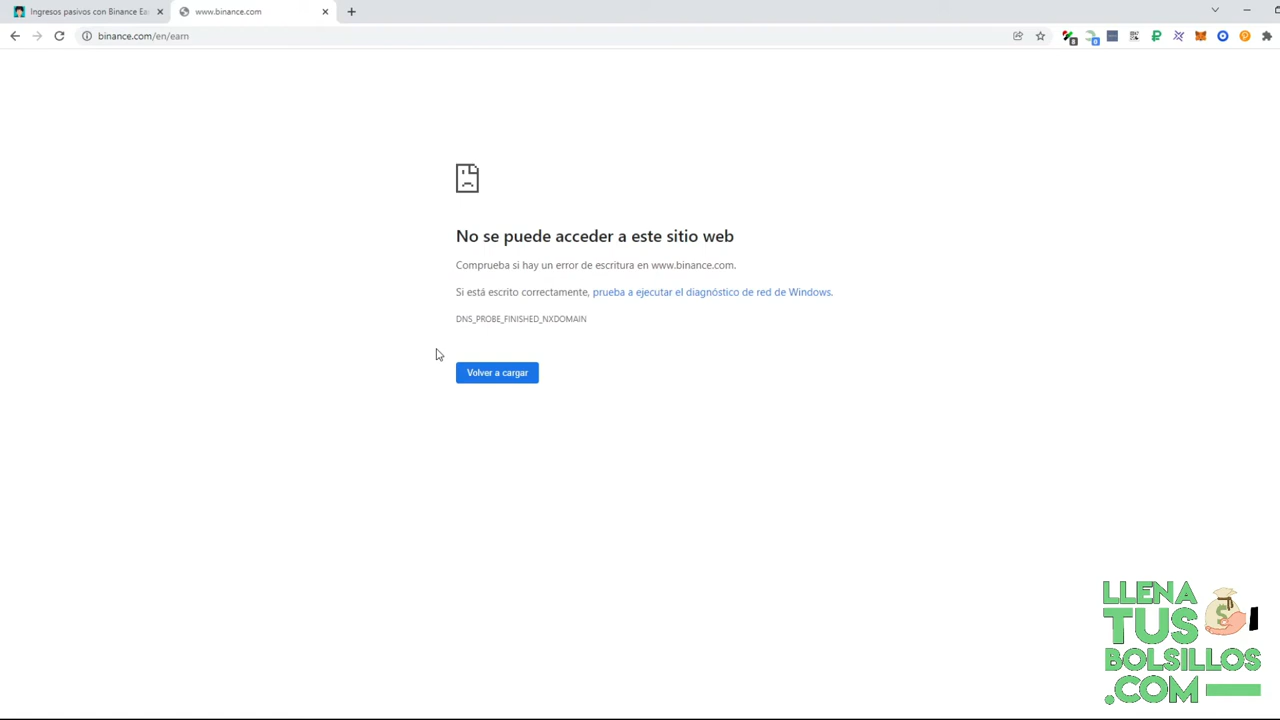 Ingresos pasivos con Binance Ea
www.binance.com
binance.com/en/earn
No se puede acceder a este sitio web
Comprueba si hay un error de escritura en www.binance.com.
Si está escrito correctamente, prueba a ejecutar el diagnóstico de red de Windows.
DNS_PROBE_FINISHED_NXDOMAIN
Volver a cargar
LLENA
TUS
BOLSILLOS
.COM